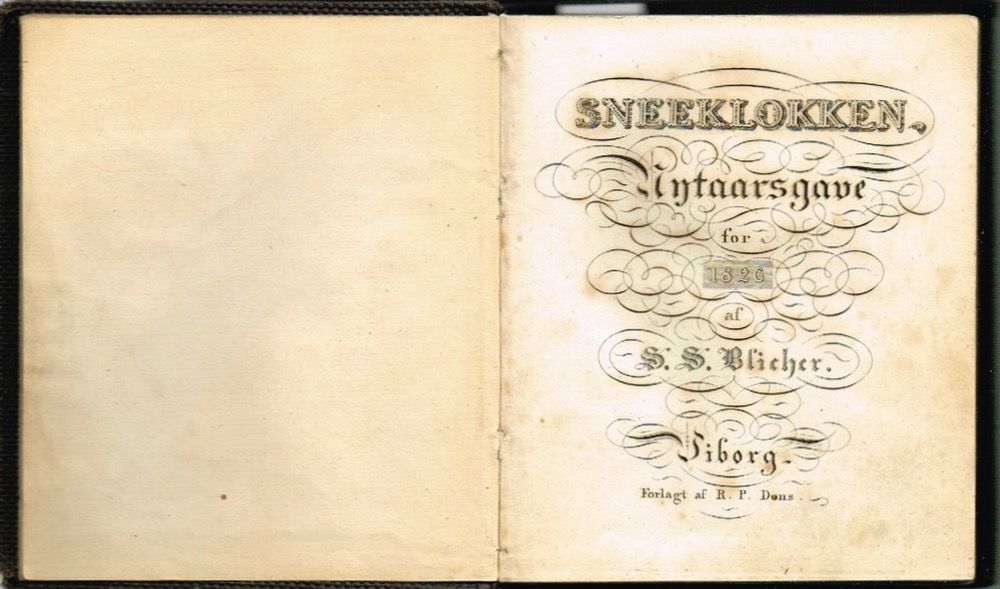 SNEEKLOKKEN.
Nytaarsgave
for
1826
af
S. S. Blicher.
Viborg.
Forlagt af R. P. Dons.